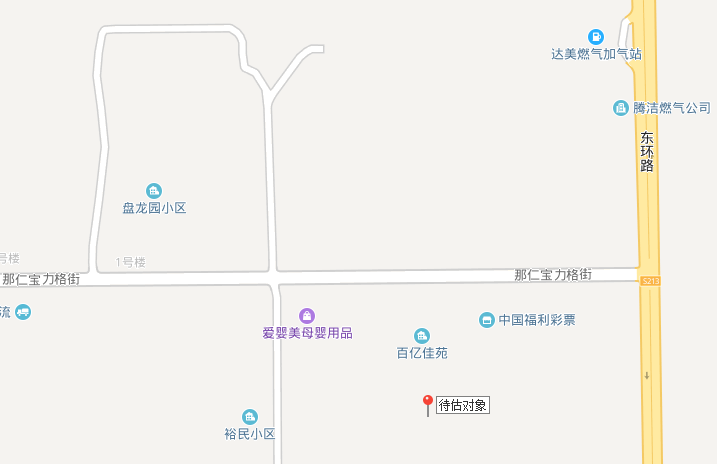 达美燃气加气站
腾洁燃气公司
东环路
盘龙园小区
号楼
1号楼
那仁宝力格街
那仁宝力格街
S213
流
爱婴美母婴用品
中国福利彩票
百亿佳苑
待估对象
裕民小区